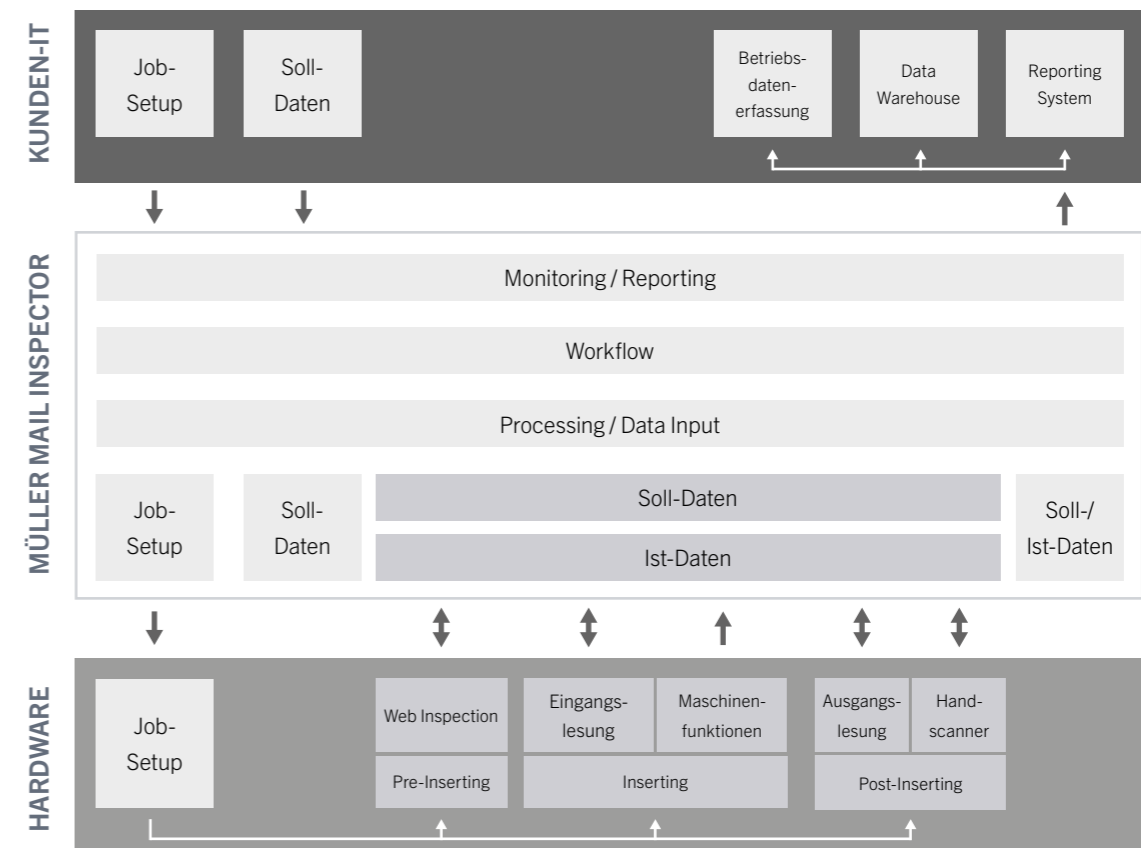 KUNDEN-IT
Job-
Setup
Soll-
Daten
Betriebs-
daten-
erfassung
Data
Warehouse
Reporting
System
MÜLLER MAIL INSPECTOR
Monitoring / Reporting
Workflow
Processing / Data Input
Job-
Setup
Soll-
Daten
Soll-Daten
Ist-Daten
Soll-/
Ist-Daten
HARDWARE
Job-
Setup
Web Inspection
Pre-Inserting
Eingangs-
lesung
Maschinen-
funktionen
Inserting
Ausgangs-
lesung
Hand-
scanner
Post-Inserting